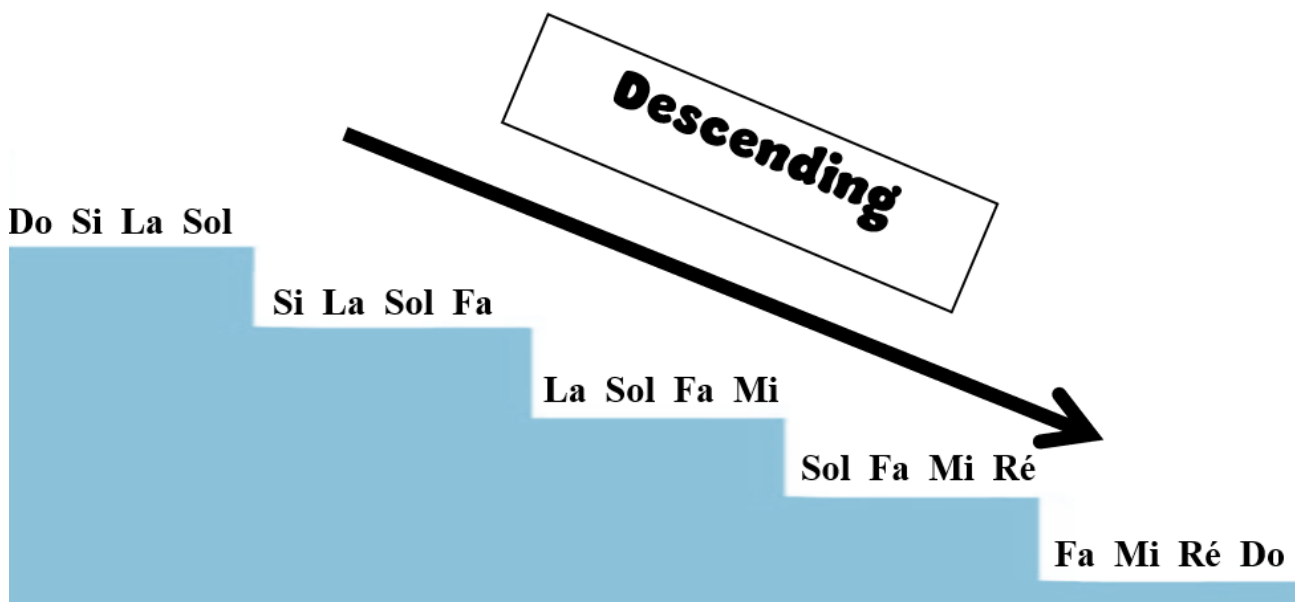 Descending
Do Si La Sol
Si La Sol Fa
La Sol Fa Mi
Sol Fa Mi Ré
Fa Mi Ré Do